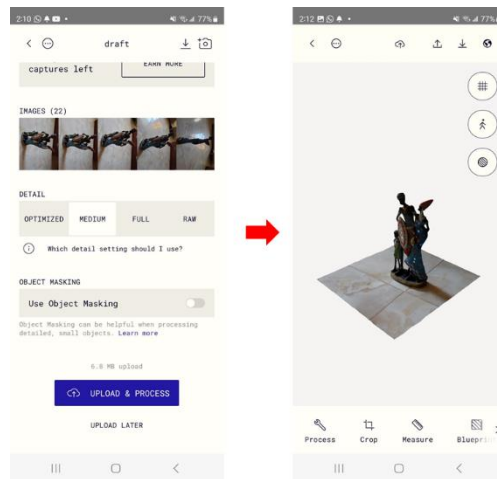 2:10
77%
draft
captures left
EARN MORE
IMAGES (22)
DETAIL
OPTIMIZED MEDIUM FULL RAW
Which detail setting should I use?
OBJECT MASKING
Use Object Masking
Object Masking can be helpful when processing
detailed, small objects. Learn more
UPLOAD & PROCESS
UPLOAD LATER
2:12
77%
Process Crop Measure